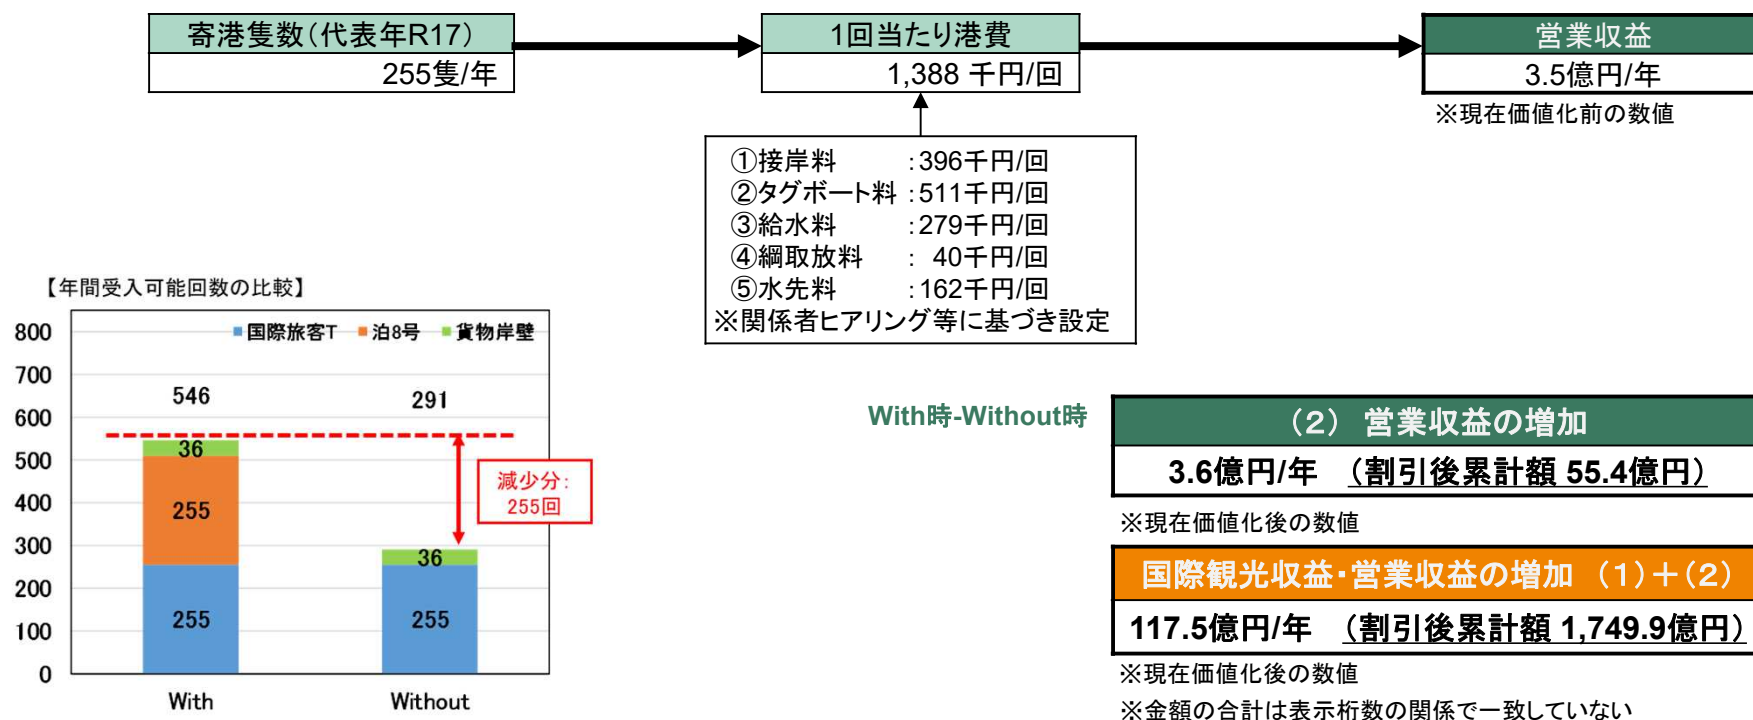 寄港隻数(代表年R17)
255隻/年
1回当たり港費
1,388 千円/回
営業収益
3.5億円/年
※現在価値化前の数値
①接岸料 :396千円/回
②タグボート料:511千円/回
③給水料 :279千円/回
④綱取放料 : 40千円/回
⑤水先料 :162千円/回
※関係者ヒアリング等に基づき設定
【年間受入可能回数の比較】
国際旅客T 泊8号 貨物岸壁
800
700
600
500
400
300
200
100
0
546
291
36
255
255
36
255
減少分:
255回
With
Without
With時-Without時
(2) 営業収益の増加
3.6億円/年 (割引後累計額 55.4億円)
※現在価値化後の数値
国際観光収益・営業収益の増加 (1)+(2)
117.5億円/年 (割引後累計額 1,749.9億円)
※現在価値化後の数値
※金額の合計は表示桁数の関係で一致していない